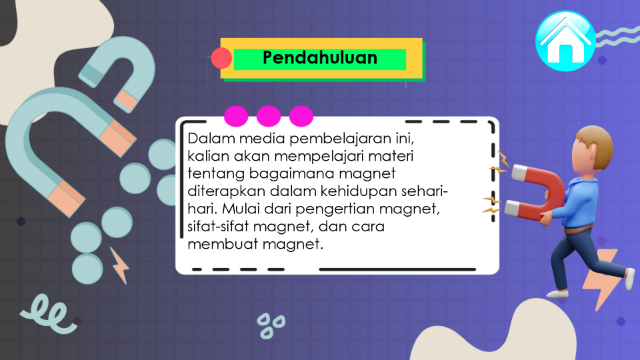 Pendahuluan
Dalam media pembelajaran ini,
kalian akan mempelajari materi
tentang bagaimana magnet
diterapkan dalam kehidupan sehari-
hari. Mulai dari pengertian magnet,
sifat-sifat magnet, dan cara
membuat magnet.